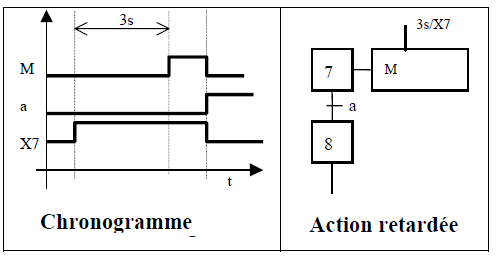 3s
M
a
X7
t
Chronogramme
3s/X7
7
M
a
8
Action retardée